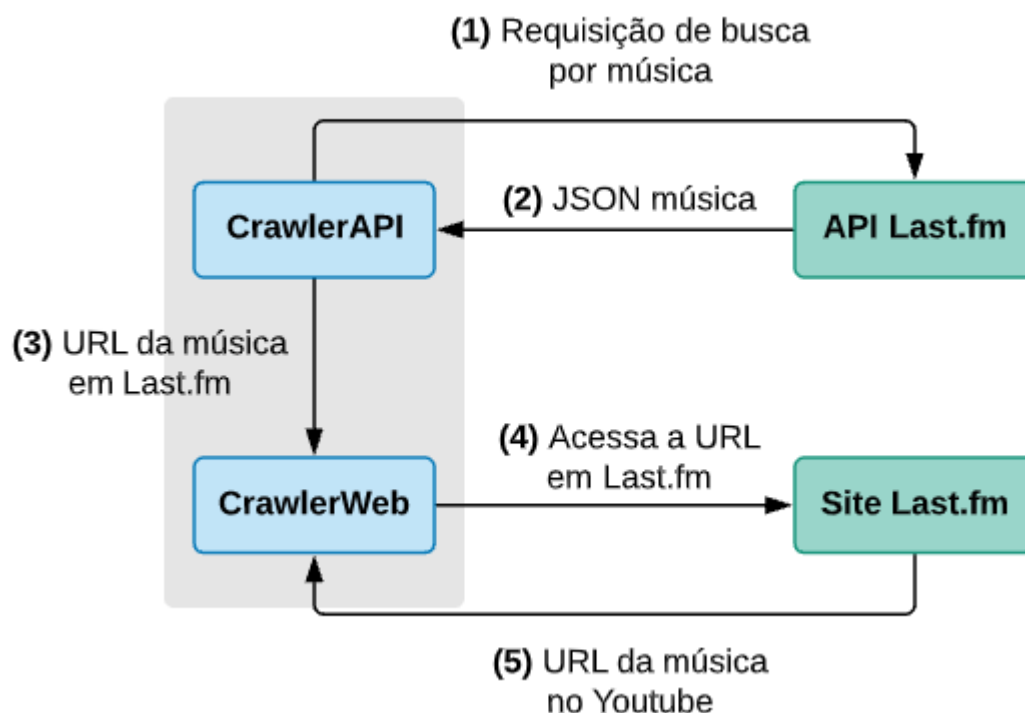 (1) Requisição de busca
por música
CrawlerAPI
(2) JSON música
API Last.fm
(3) URL da música
em Last.fm
(4) Acessa a URL
em Last.fm
CrawlerWeb
Site Last.fm
(5) URL da música
no Youtube